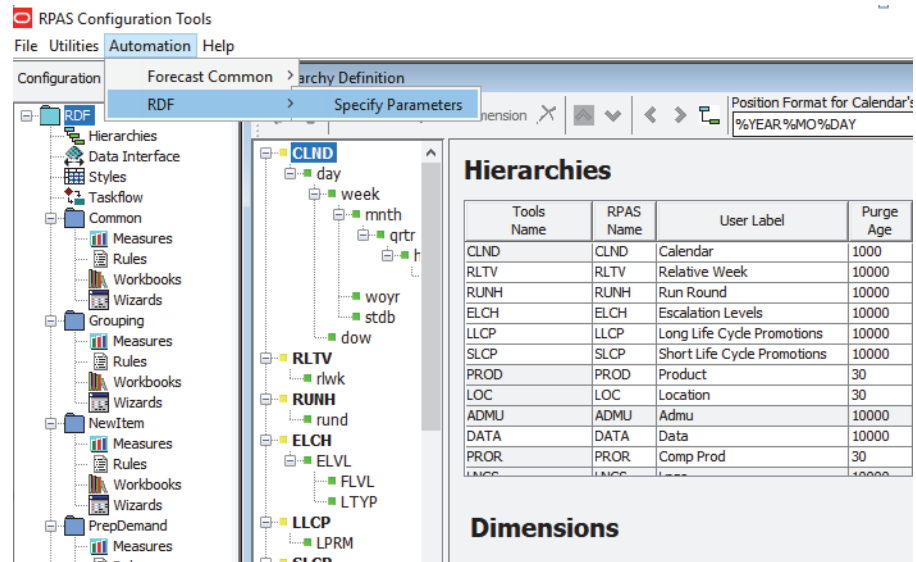 RPAS Configuration Tools
File Utilities Automation Help
Configuration
Forecast Common
RDF
Specify Parameters
archy Definition
mension
Position Format for Calendar's
%YEAR%MO%DAY
RDF
Hierarchies
Data Interface
Styles
Taskflow
Common
Measures
Rules
Workbooks
Wizards
Grouping
Measures
Rules
Workbooks
Wizards
NewItem
Measures
Rules
Workbooks
Wizards
PrepDemand
Measures
CLND
day
week
mnth
qrtr
h
woyr
stdb
dow
RLTV
rlwk
RUNH
rund
ELCH
ELVL
FLVL
LTYP
LLCP
LPRM
Hierarchies
Tools Name RPAS Name User Label Purge Age
CLND CLND Calendar 1000
RLTV RLTV Relative Week 10000
RUNH RUNH Run Round 10000
ELCH ELCH Escalation Levels 10000
LLCP LLCP Long Life Cycle Promotions 10000
SLCP SLCP Short Life Cycle Promotions 10000
PROD PROD Product 30
LOC LOC Location 30
ADMU ADMU Admu 10000
DATA DATA Data 10000
PROR PROR Comp Prod 30
Dimensions